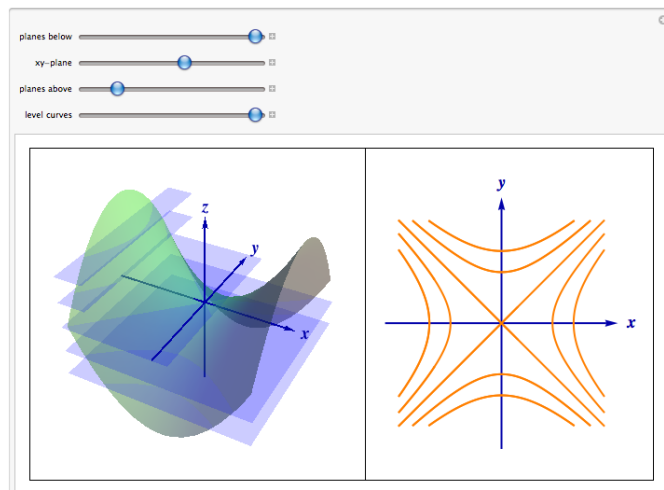 planes below
xy-plane
planes above
level curves
z
y
x
y
x